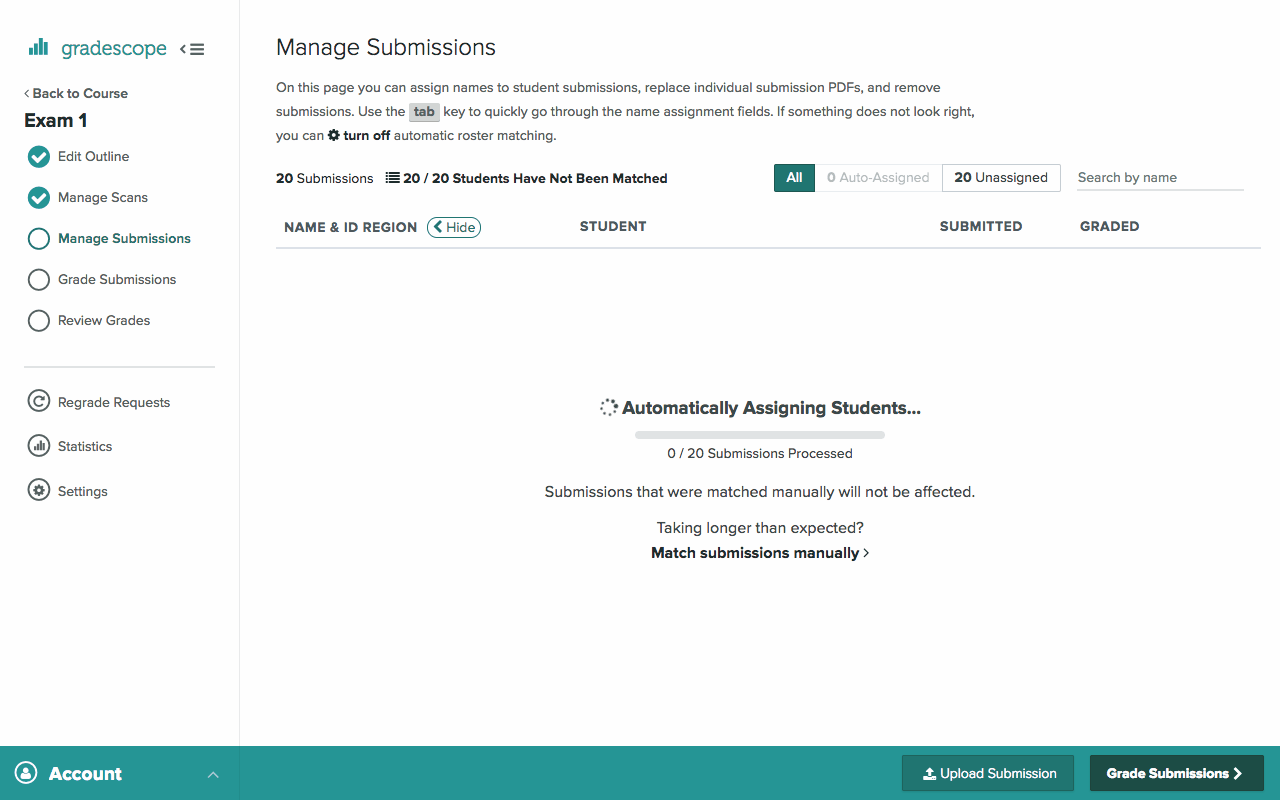 gradescope
Back to Course
Exam 1
Edit Outline
Manage Scans
Manage Submissions
Grade Submissions
Review Grades
Regrade Requests
Statistics
Settings
Account
Manage Submissions
On this page you can assign names to student submissions, replace individual submission PDFs, and remove
submissions. Use the tab key to quickly go through the name assignment fields. If something does not look right,
you can turn off automatic roster matching.
20 Submissions 20 / 20 Students Have Not Been Matched
All 0 Auto-Assigned 20 Unassigned Search by name
NAME & ID REGION Hide STUDENT SUBMITTED GRADED
Automatically Assigning Students...
0 / 20 Submissions Processed
Submissions that were matched manually will not be affected.
Taking longer than expected?
Match submissions manually
Upload Submission Grade Submissions